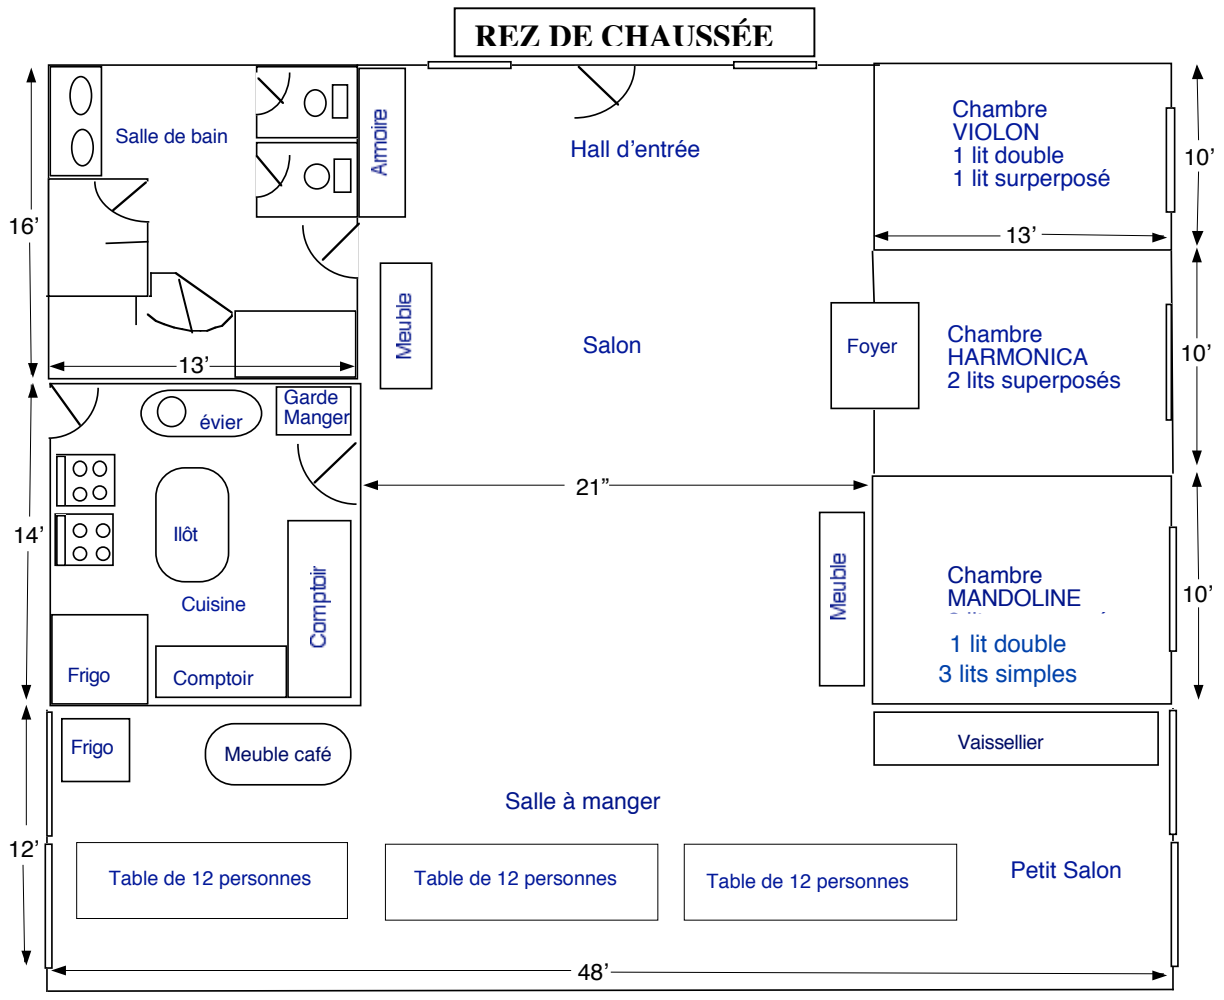 REZ DE CHAUSSÉE
Salle de bain
Armoire
Hall d’entrée
Chambre
VIOLON
1 lit double
1 lit surperposé
10’
16’
13’
Meuble
Salon
Foyer
Chambre
HARMONICA
2 lits superposés
10’
13’
évier
Garde
Manger
21”
14’
Ilôt
Cuisine
Comptoir
Comptoir
Frigo
Meuble
Chambre
MANDOLINE
1 lit double
3 lits simples
10’
Frigo
Meuble café
Vaissellier
Salle à manger
12’
Table de 12 personnes
Table de 12 personnes
Table de 12 personnes
Petit Salon
48’